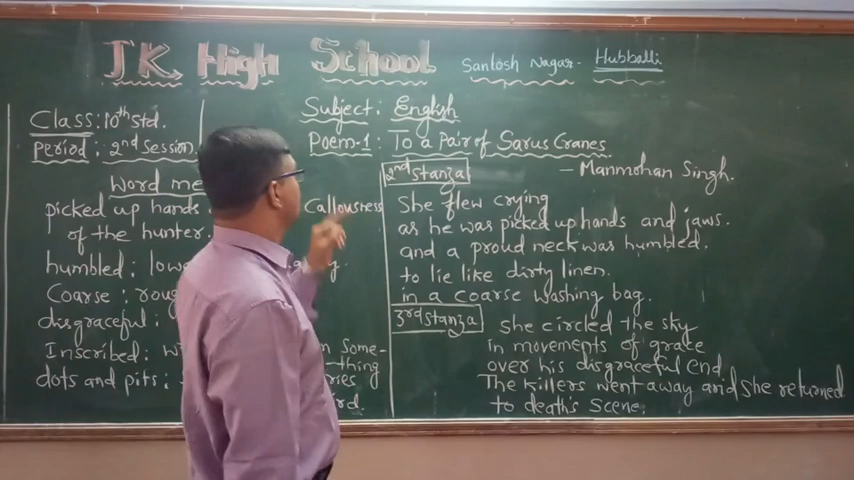 JK High School Santosh Nagar- Hubballi
Class: 10th Std.
Period: 2nd Session.
Subject: English
Poem-1: To a Pair of Sarus Cranes
- Manmohan Singh.
Word me
picked up hands. Callousness
of the hunter.
humbled: low
Coarse: roug
disgraceful:
Inscribed: w n Some-
thing
dots and pits:
2nd Stanza
She flew crying
as he was picked up hands and jaws.
and a proud neck was humbled.
to lie like dirty linen.
in a coarse washing bag.
3rd Stanza
She circled the sky
in movements of grace
over his disgraceful end
The killers went away and she returned
to death's scene.